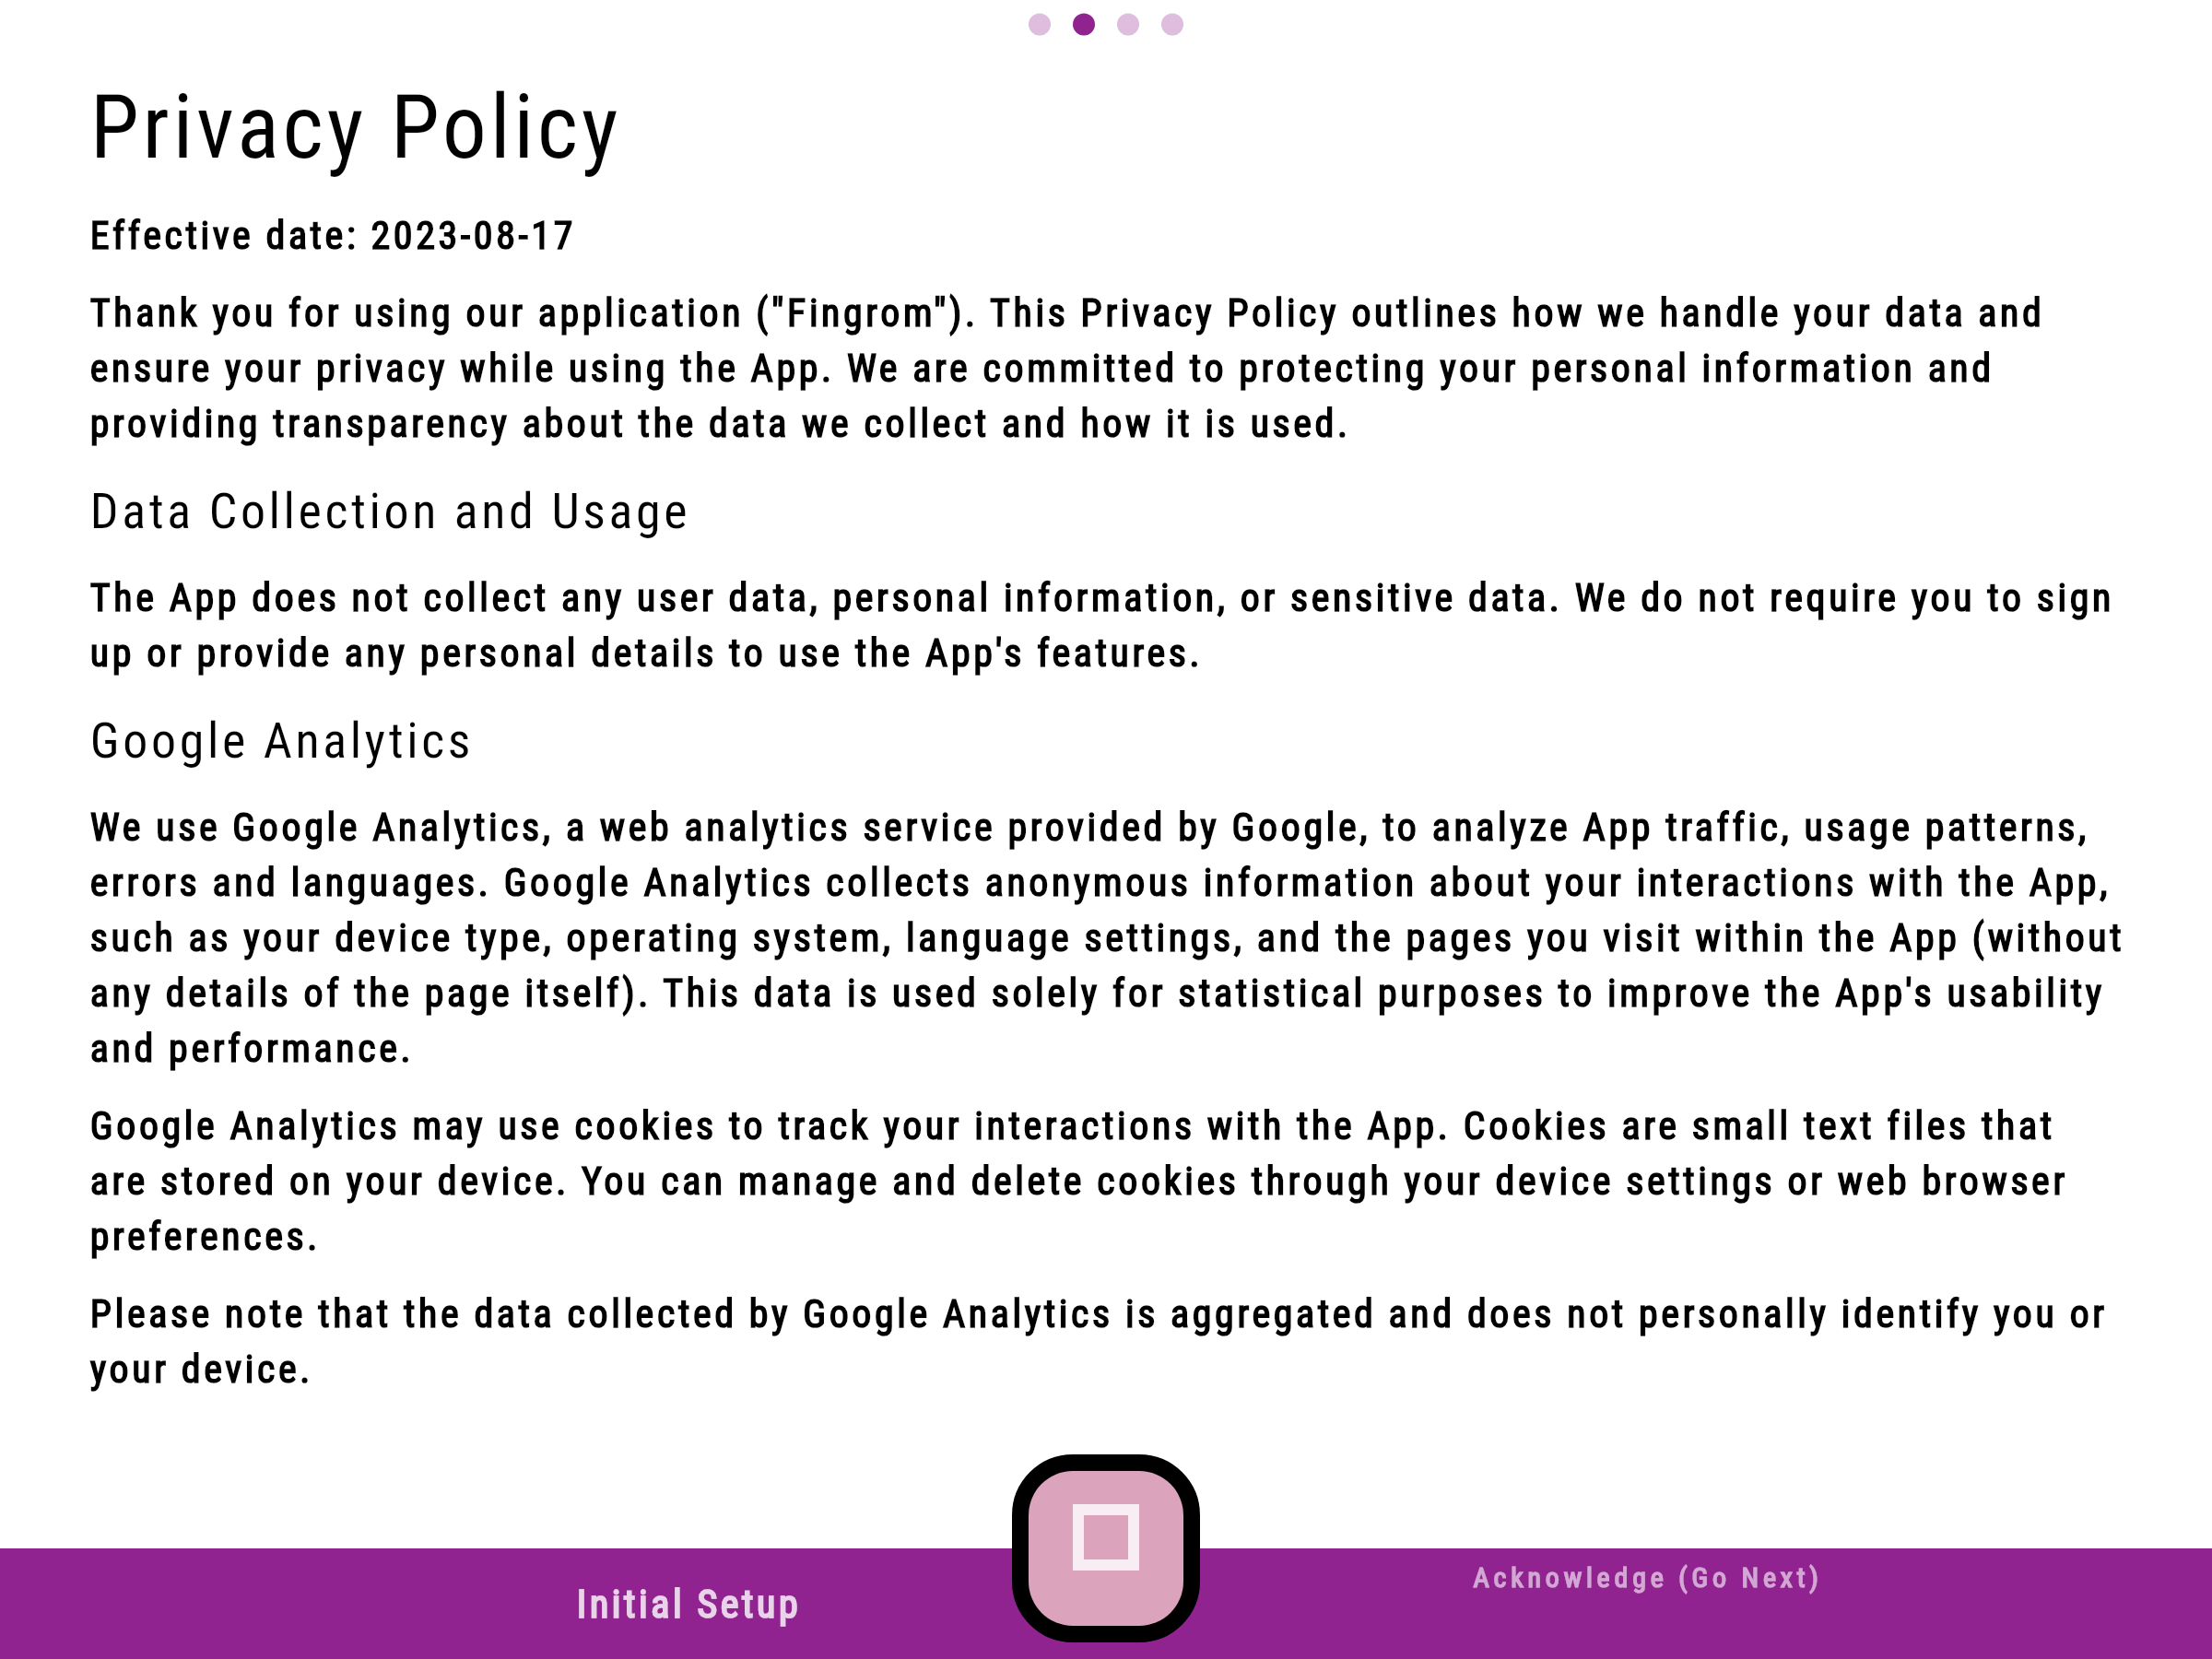 Privacy Policy
Effective date: 2023-08-17
Thank you for using our application ("Fingrom"). This Privacy Policy outlines how we handle your data and
ensure your privacy while using the App. We are committed to protecting your personal information and
providing transparency about the data we collect and how it is used.
Data Collection and Usage
The App does not collect any user data, personal information, or sensitive data. We do not require you to sign
up or provide any personal details to use the App's features.
Google Analytics
We use Google Analytics, a web analytics service provided by Google, to analyze App traffic, usage patterns,
errors and languages. Google Analytics collects anonymous information about your interactions with the App,
such as your device type, operating system, language settings, and the pages you visit within the App (without
any details of the page itself). This data is used solely for statistical purposes to improve the App's usability
and performance.
Google Analytics may use cookies to track your interactions with the App. Cookies are small text files that
are stored on your device. You can manage and delete cookies through your device settings or web browser
preferences.
Please note that the data collected by Google Analytics is aggregated and does not personally identify you or
your device.
Initial Setup
Acknowledge (Go Next)